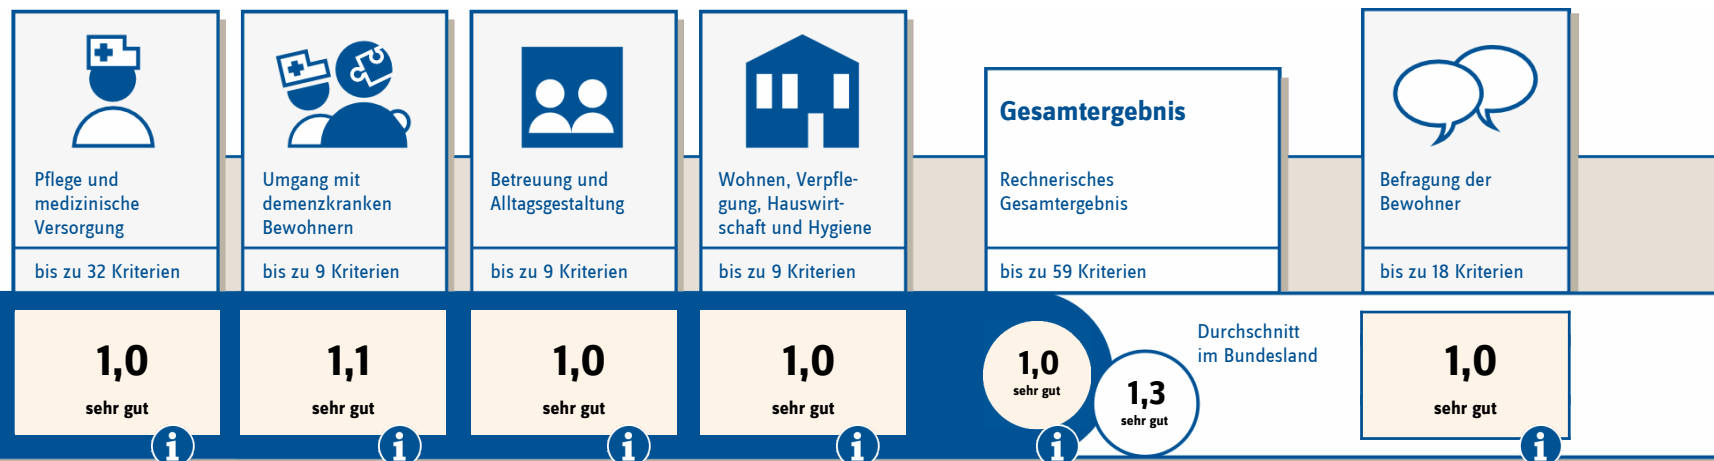 Pflege und
medizinische
Versorgung
bis zu 32 Kriterien
1,0
sehr gut
Umgang mit
demenzkranken
Bewohnern
bis zu 9 Kriterien
1,1
sehr gut
Betreuung und
Alltagsgestaltung
bis zu 9 Kriterien
1,0
sehr gut
Wohnen, Verpfle-
gung, Hauswirt-
schaft und Hygiene
bis zu 9 Kriterien
1,0
sehr gut
Gesamtergebnis
Rechnerisches
Gesamtergebnis
bis zu 59 Kriterien
1,0
sehr gut
1,3
sehr gut
Durchschnitt
im Bundesland
Befragung der
Bewohner
bis zu 18 Kriterien
1,0
sehr gut